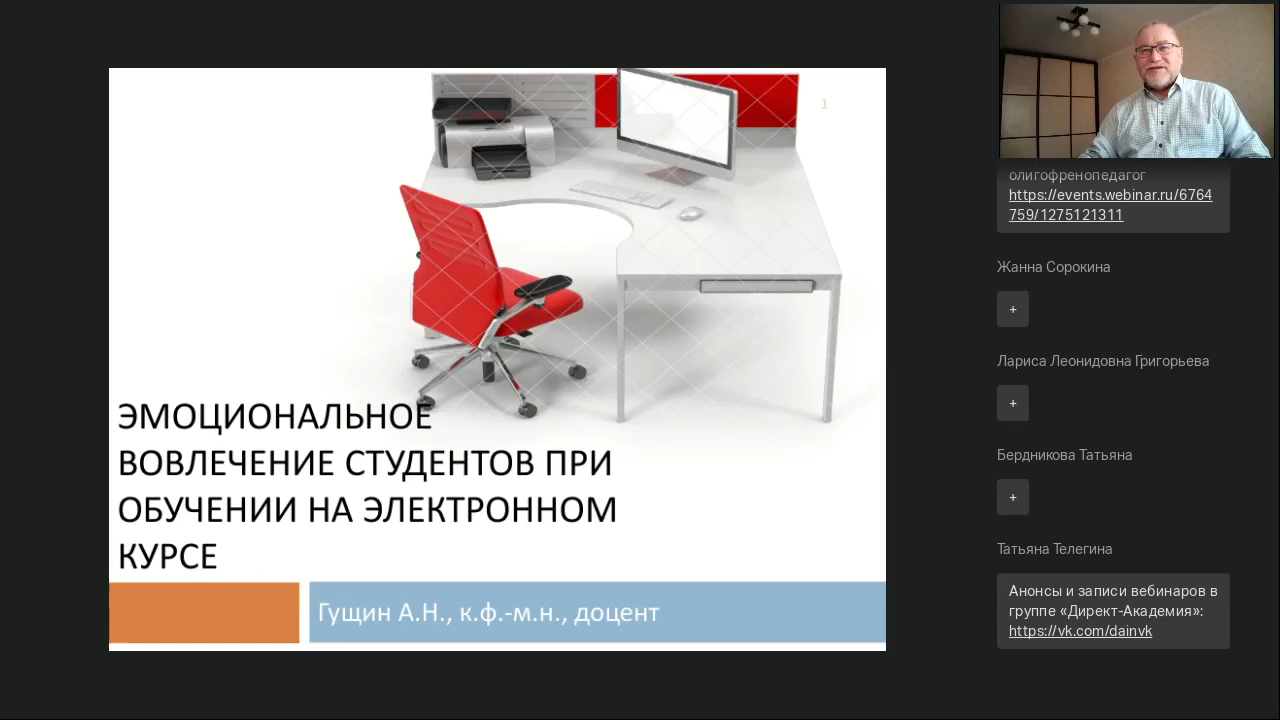 1
ЭМОЦИОНАЛЬНОЕ
ВОВЛЕЧЕНИЕ СТУДЕНТОВ ПРИ
ОБУЧЕНИИ НА ЭЛЕКТРОННОМ
КУРСЕ
Гущин А.Н., к.ф.-м.н., доцент
олигофренопедагог
https://events.webinar.ru/6764
759/1275121311
Жанна Сорокина
+
Лариса Леонидовна Григорьева
+
Бердникова Татьяна
+
Татьяна Телегина
Анонсы и записи вебинаров в
группе «Директ-Академия»:
https://vk.com/dainvk